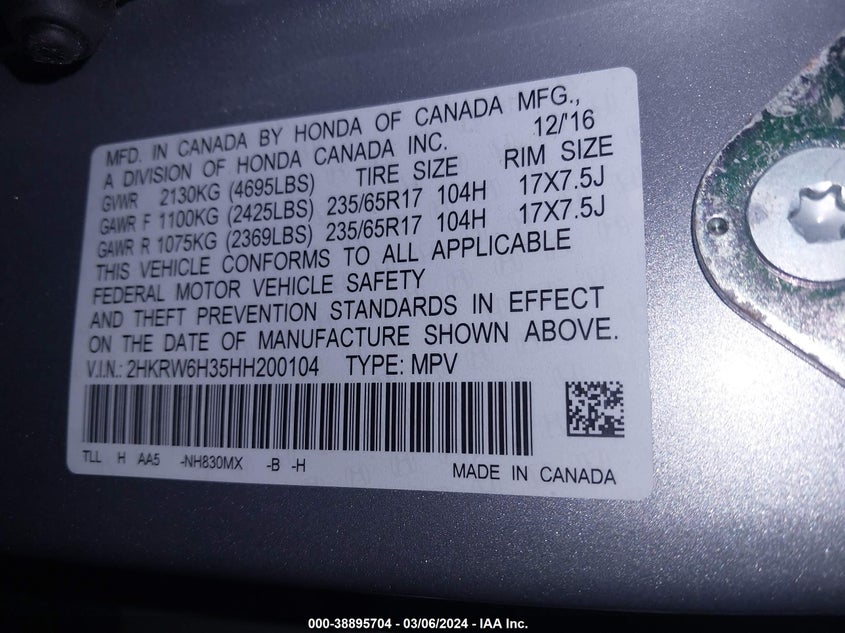 MFD. IN CANADA BY HONDA OF CANADA MFG.,
A DIVISION OF HONDA CANADA INC. 12/'16
GVWR 2130KG (4695LBS) TIRE SIZE RIM SIZE
GAWR F 1100KG (2425LBS) 235/65R17 104H 17X7.5J
GAWR R 1075KG (2369LBS) 235/65R17 104H 17X7.5J
THIS VEHICLE CONFORMS TO ALL APPLICABLE
FEDERAL MOTOR VEHICLE SAFETY
AND THEFT PREVENTION STANDARDS IN EFFECT
ON THE DATE OF MANUFACTURE SHOWN ABOVE.
V.I.N.: 2HKRW6H35HH200104 TYPE: MPV
TLL H AA5 -NH830MX -B -H
MADE IN CANADA
000-38895704 - 03/06/2024 - IAA Inc.